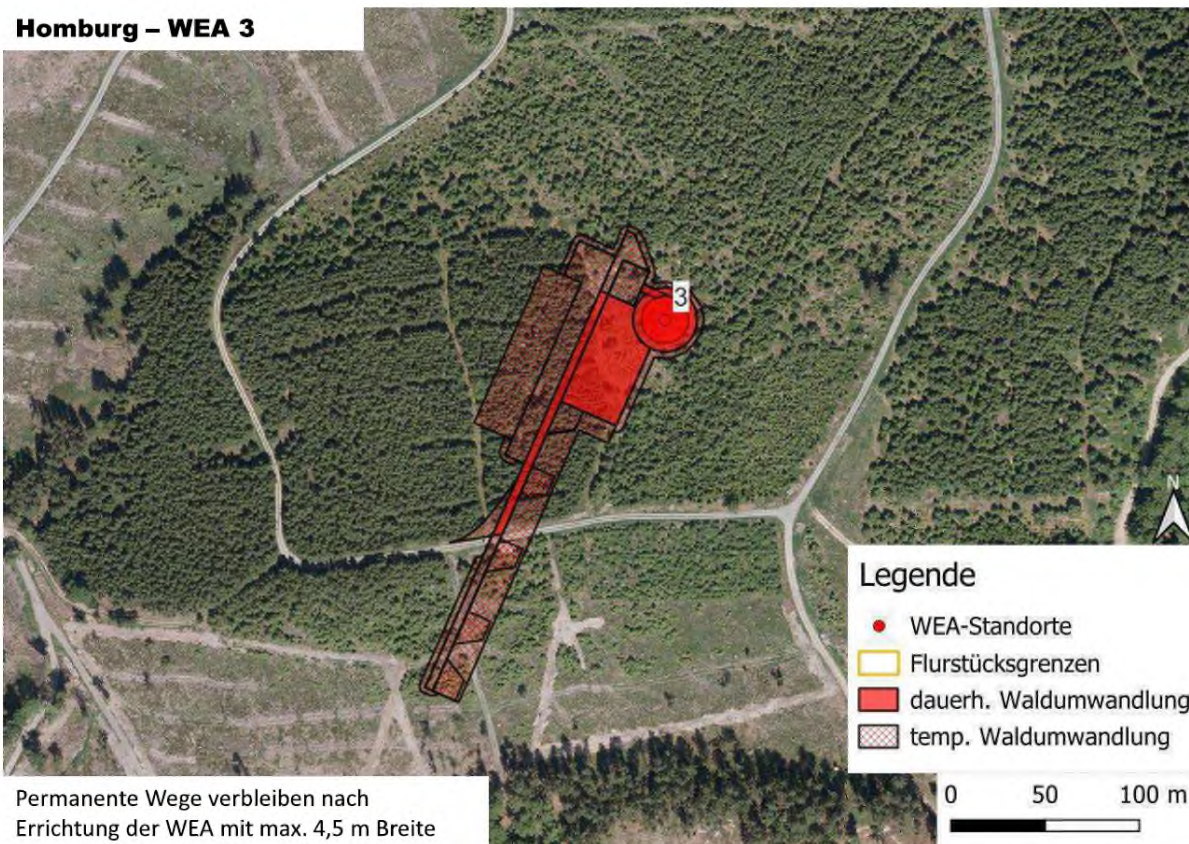 Homburg – WEA 3
3
N
Legende
WEA-Standorte
Flurstücksgrenzen
dauerh. Waldumwandlung
temp. Waldumwandlung
0 50 100 m
Permanente Wege verbleiben nach
Errichtung der WEA mit max. 4,5 m Breite